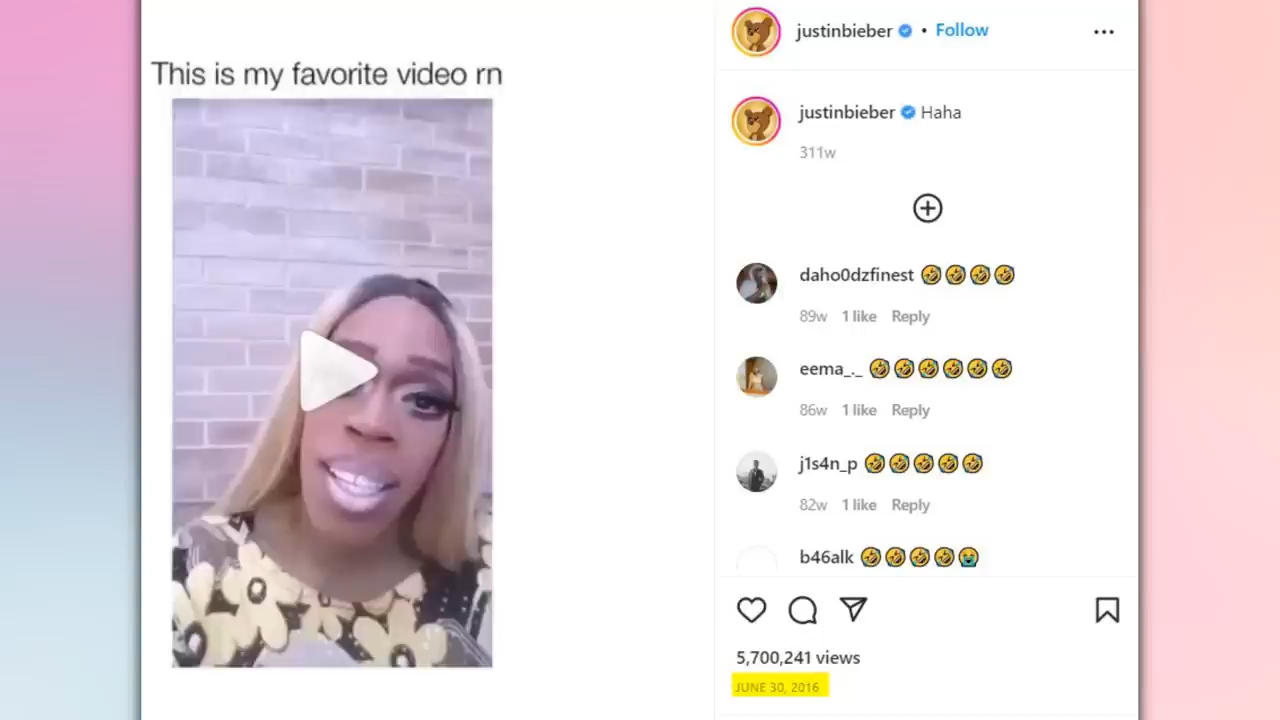 This is my favorite video rn
justinbieber • Follow
justinbieber Haha
311w
daho0dzfinest 🤣🤣🤣🤣
89w 1 like Reply
eema_._ 🤣🤣🤣🤣🤣🤣
86w 1 like Reply
j1s4n_p 🤣🤣🤣🤣🤣
82w 1 like Reply
b46alk 🤣🤣🤣🤣😭
5,700,241 views
JUNE 30, 2016